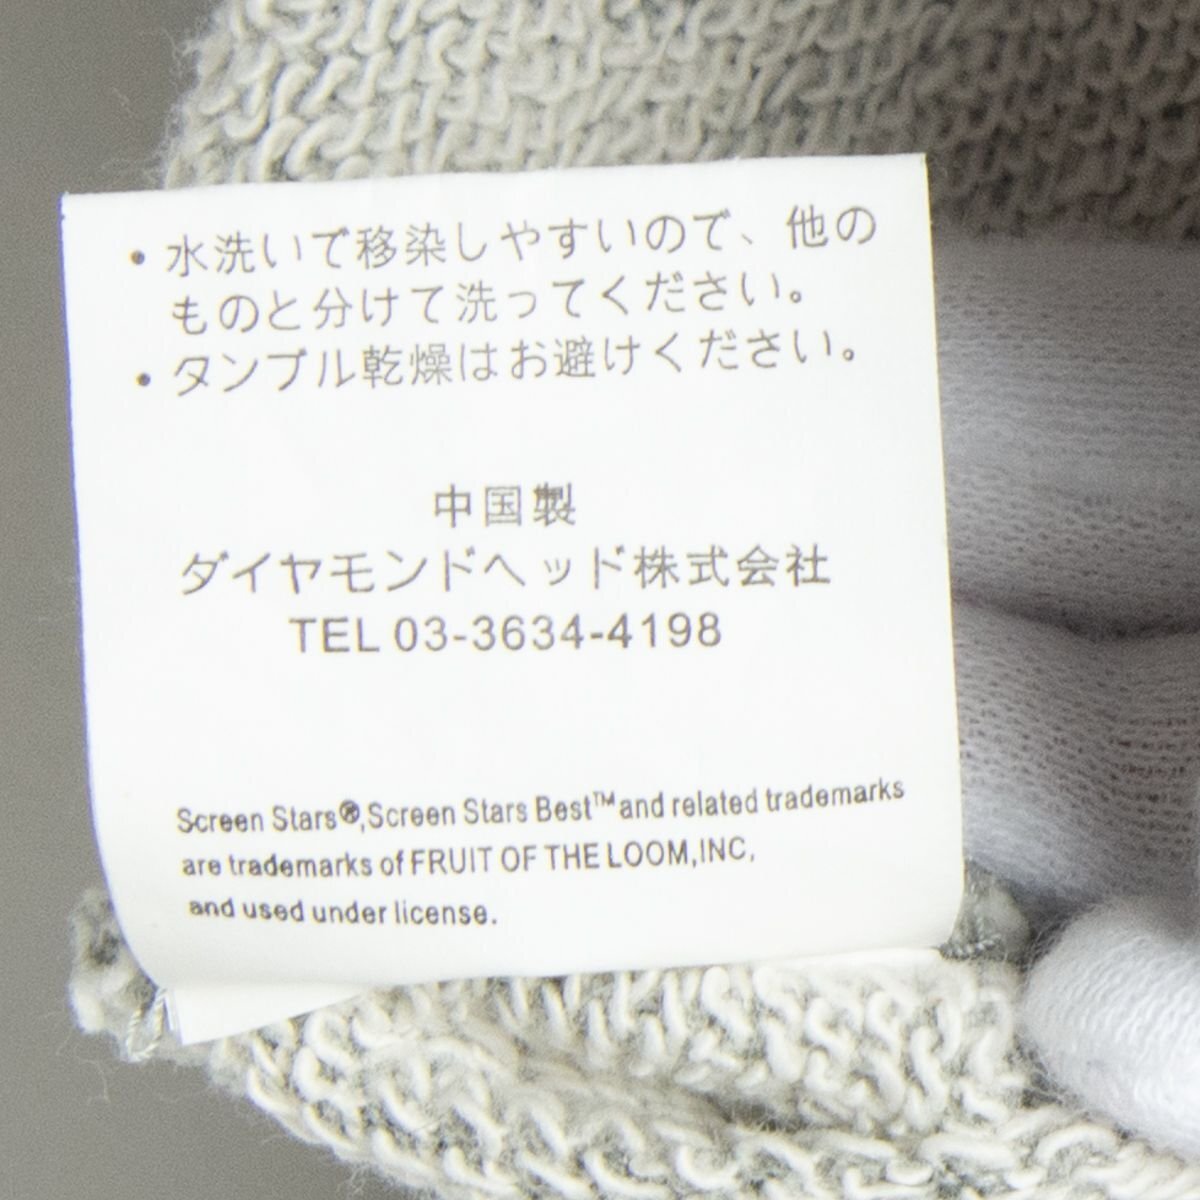 ・水洗いで移染しやすいので、他の
ものと分けて洗ってください。
・タンブル乾燥はお避けください。
中国製
ダイヤモンドヘッド株式会社
TEL 03-3634-4198
Screen Stars®,Screen Stars Best™and related trademarks
are trademarks of FRUIT OF THE LOOM,INC,
and used under license.